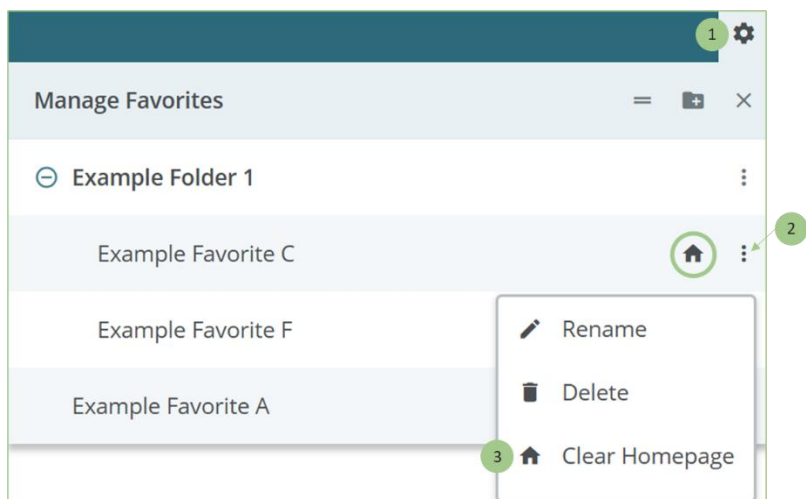 1
Manage Favorites
Example Folder 1
2
Example Favorite C
Example Favorite F
Rename
Delete
Example Favorite A
3 Clear Homepage